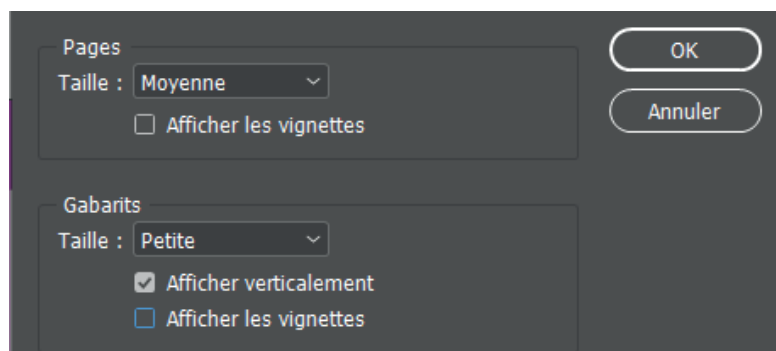 Pages
Taille : Moyenne
Afficher les vignettes
OK
Annuler
Gabarits
Taille : Petite
Afficher verticalement
Afficher les vignettes